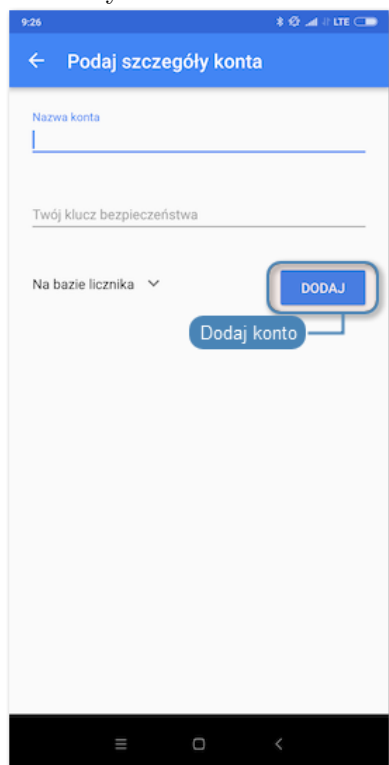 9:26 LTE
Podaj szczegóły konta
Nazwa konta
Twój klucz bezpieczeństwa
Na bazie licznika
DODAJ
Dodaj konto